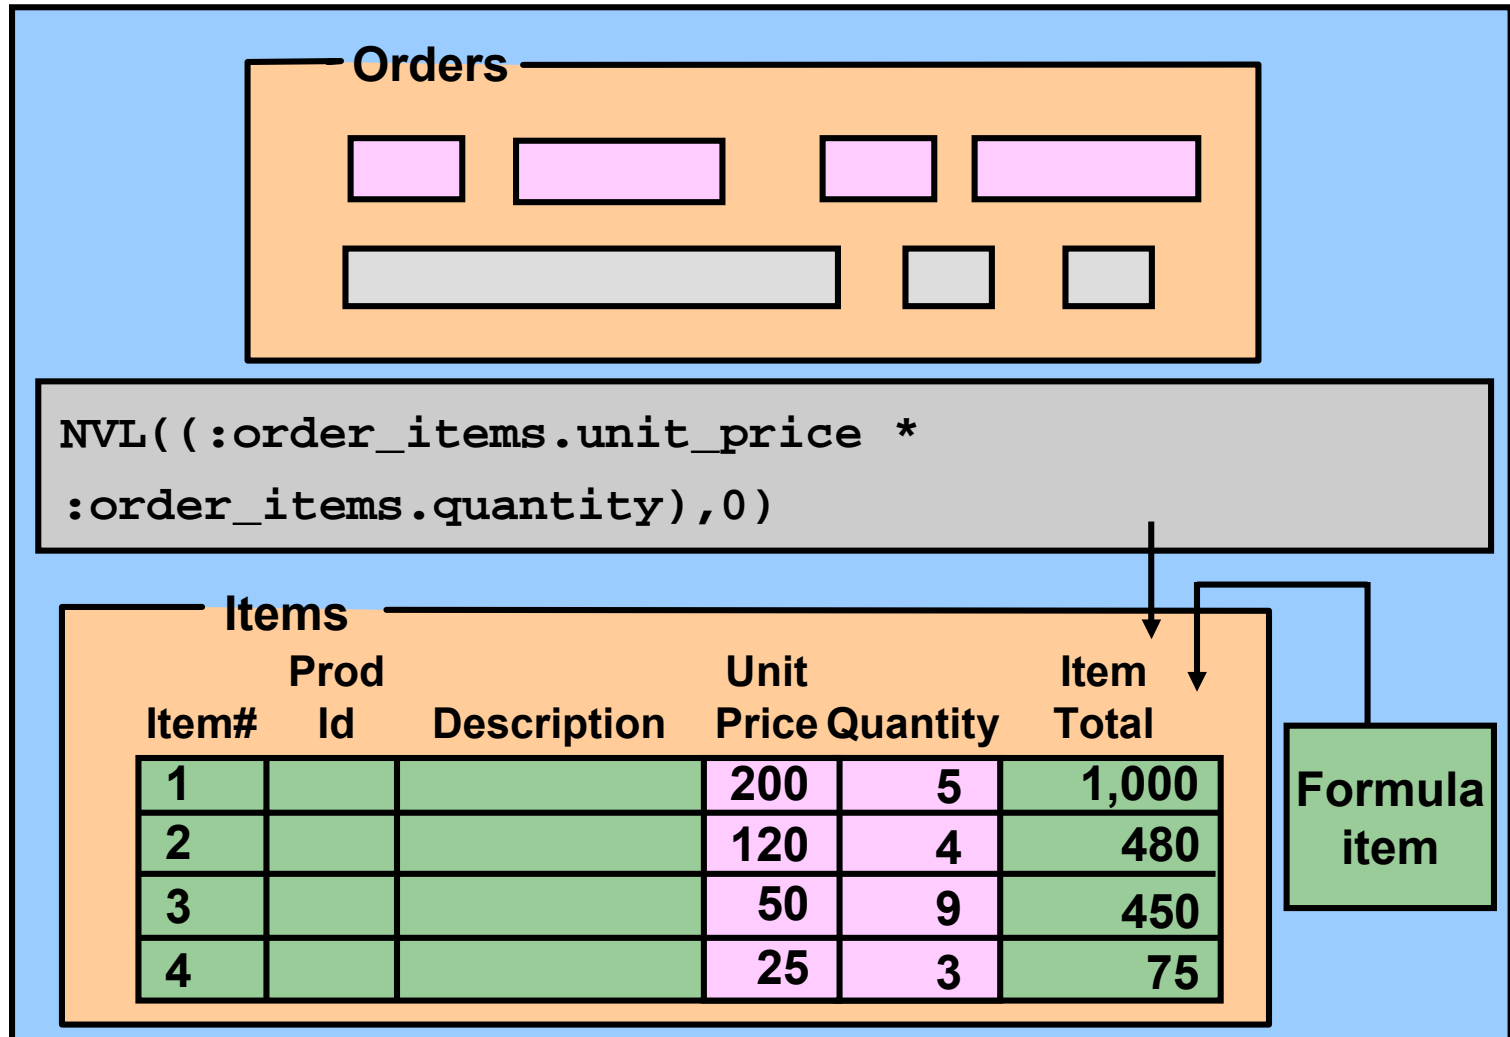 Orders
NVL((:order_items.unit_price *
:order_items.quantity),0)
Items
Prod Unit Item
Item# Id Description Price Quantity Total
1 200 5 1,000
2 120 4 480
3 50 9 450
4 25 3 75
Formula
item